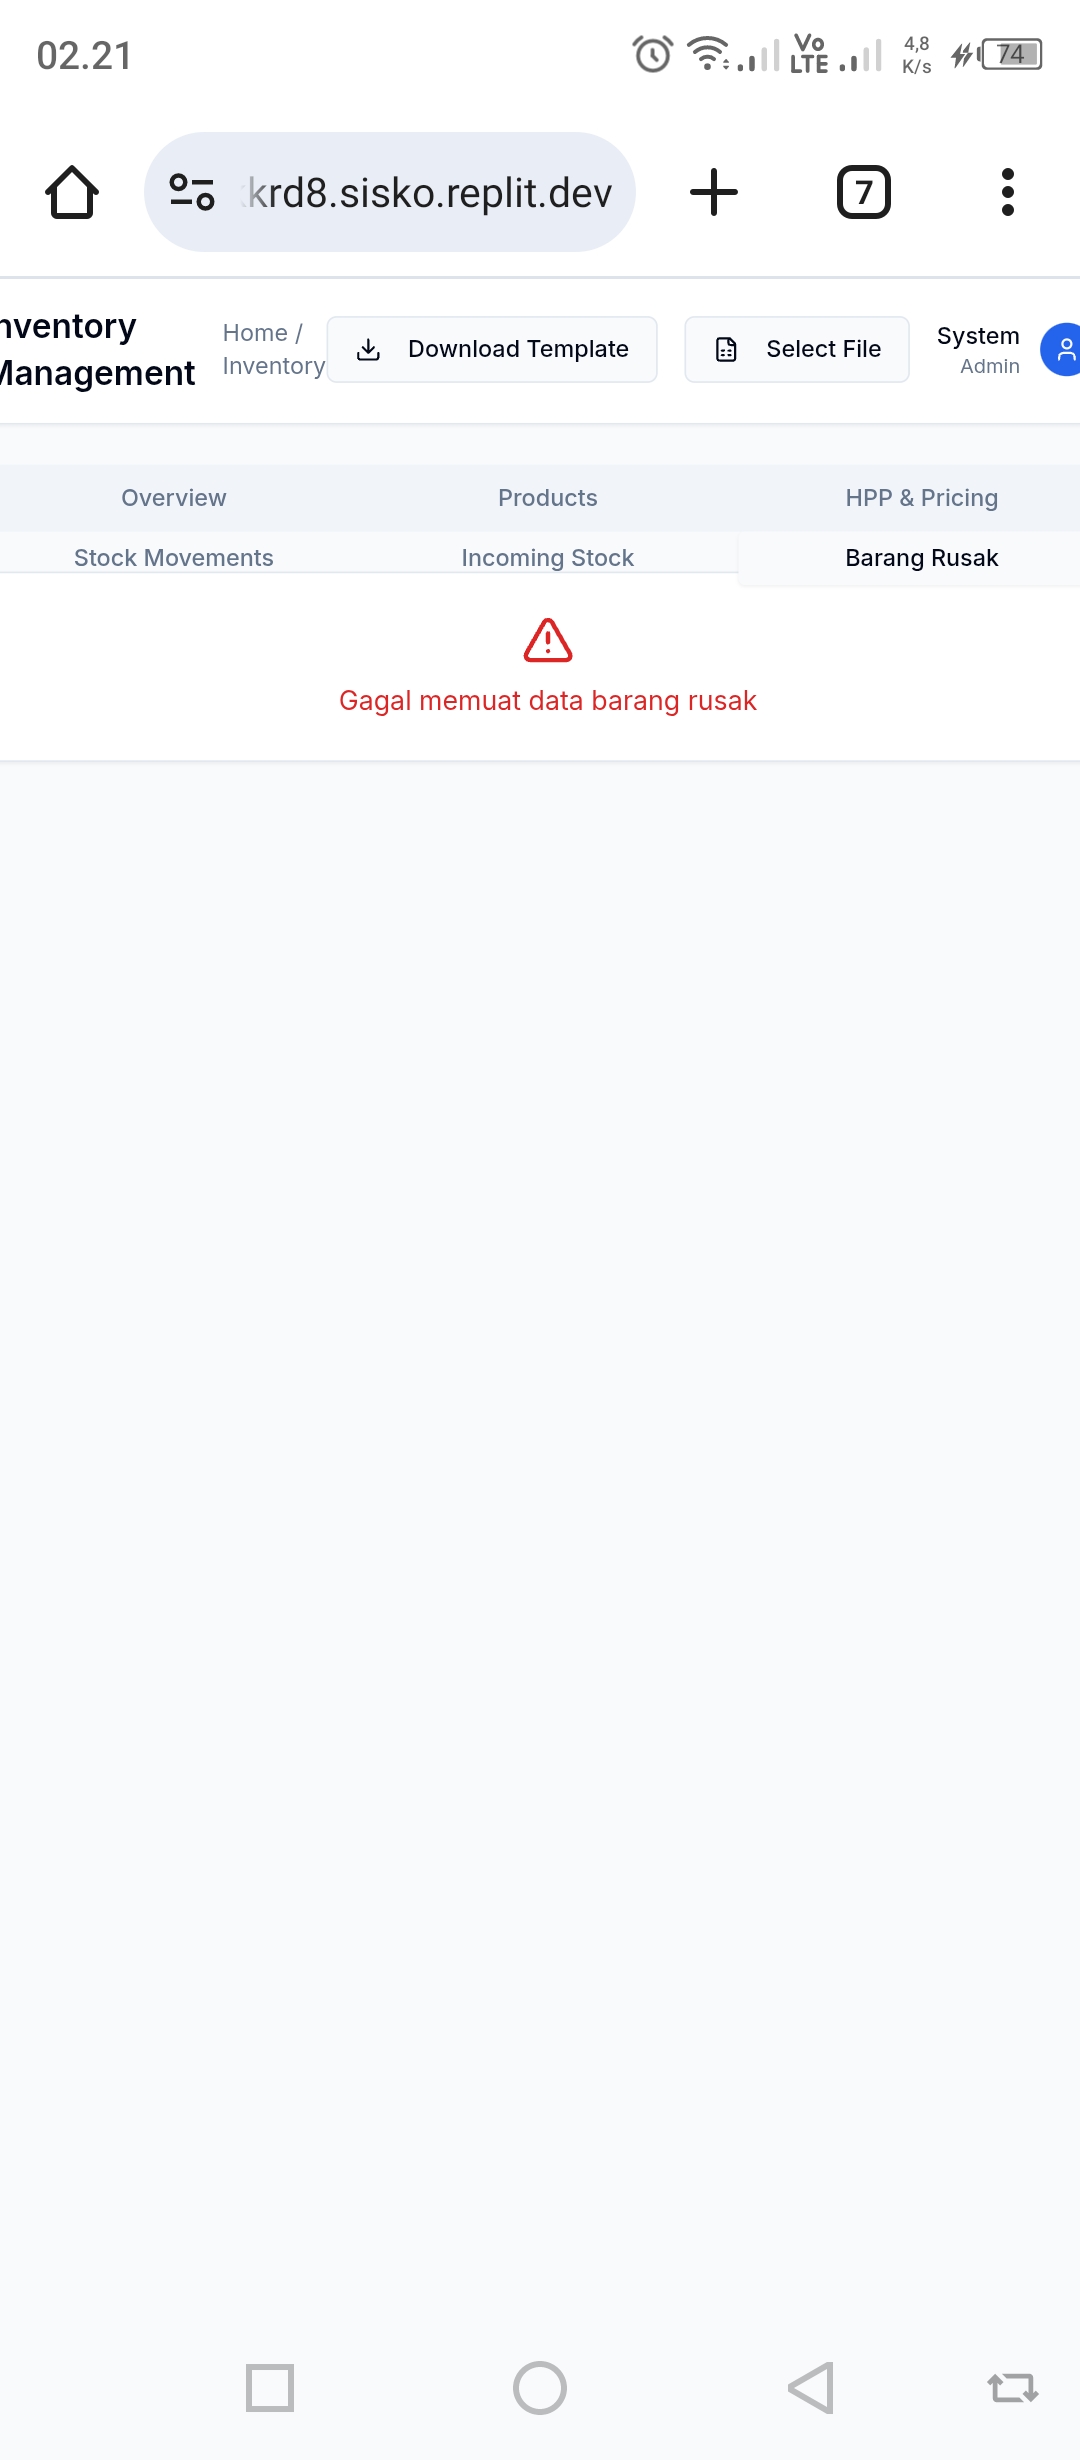 02.21
Vo
LTE
4,8
K/s
74
krd8.sisko.replit.dev
7
nventory
Management
Home /
Inventory
Download Template
Select File
System
Admin
Overview
Products
HPP & Pricing
Stock Movements
Incoming Stock
Barang Rusak
Gagal memuat data barang rusak